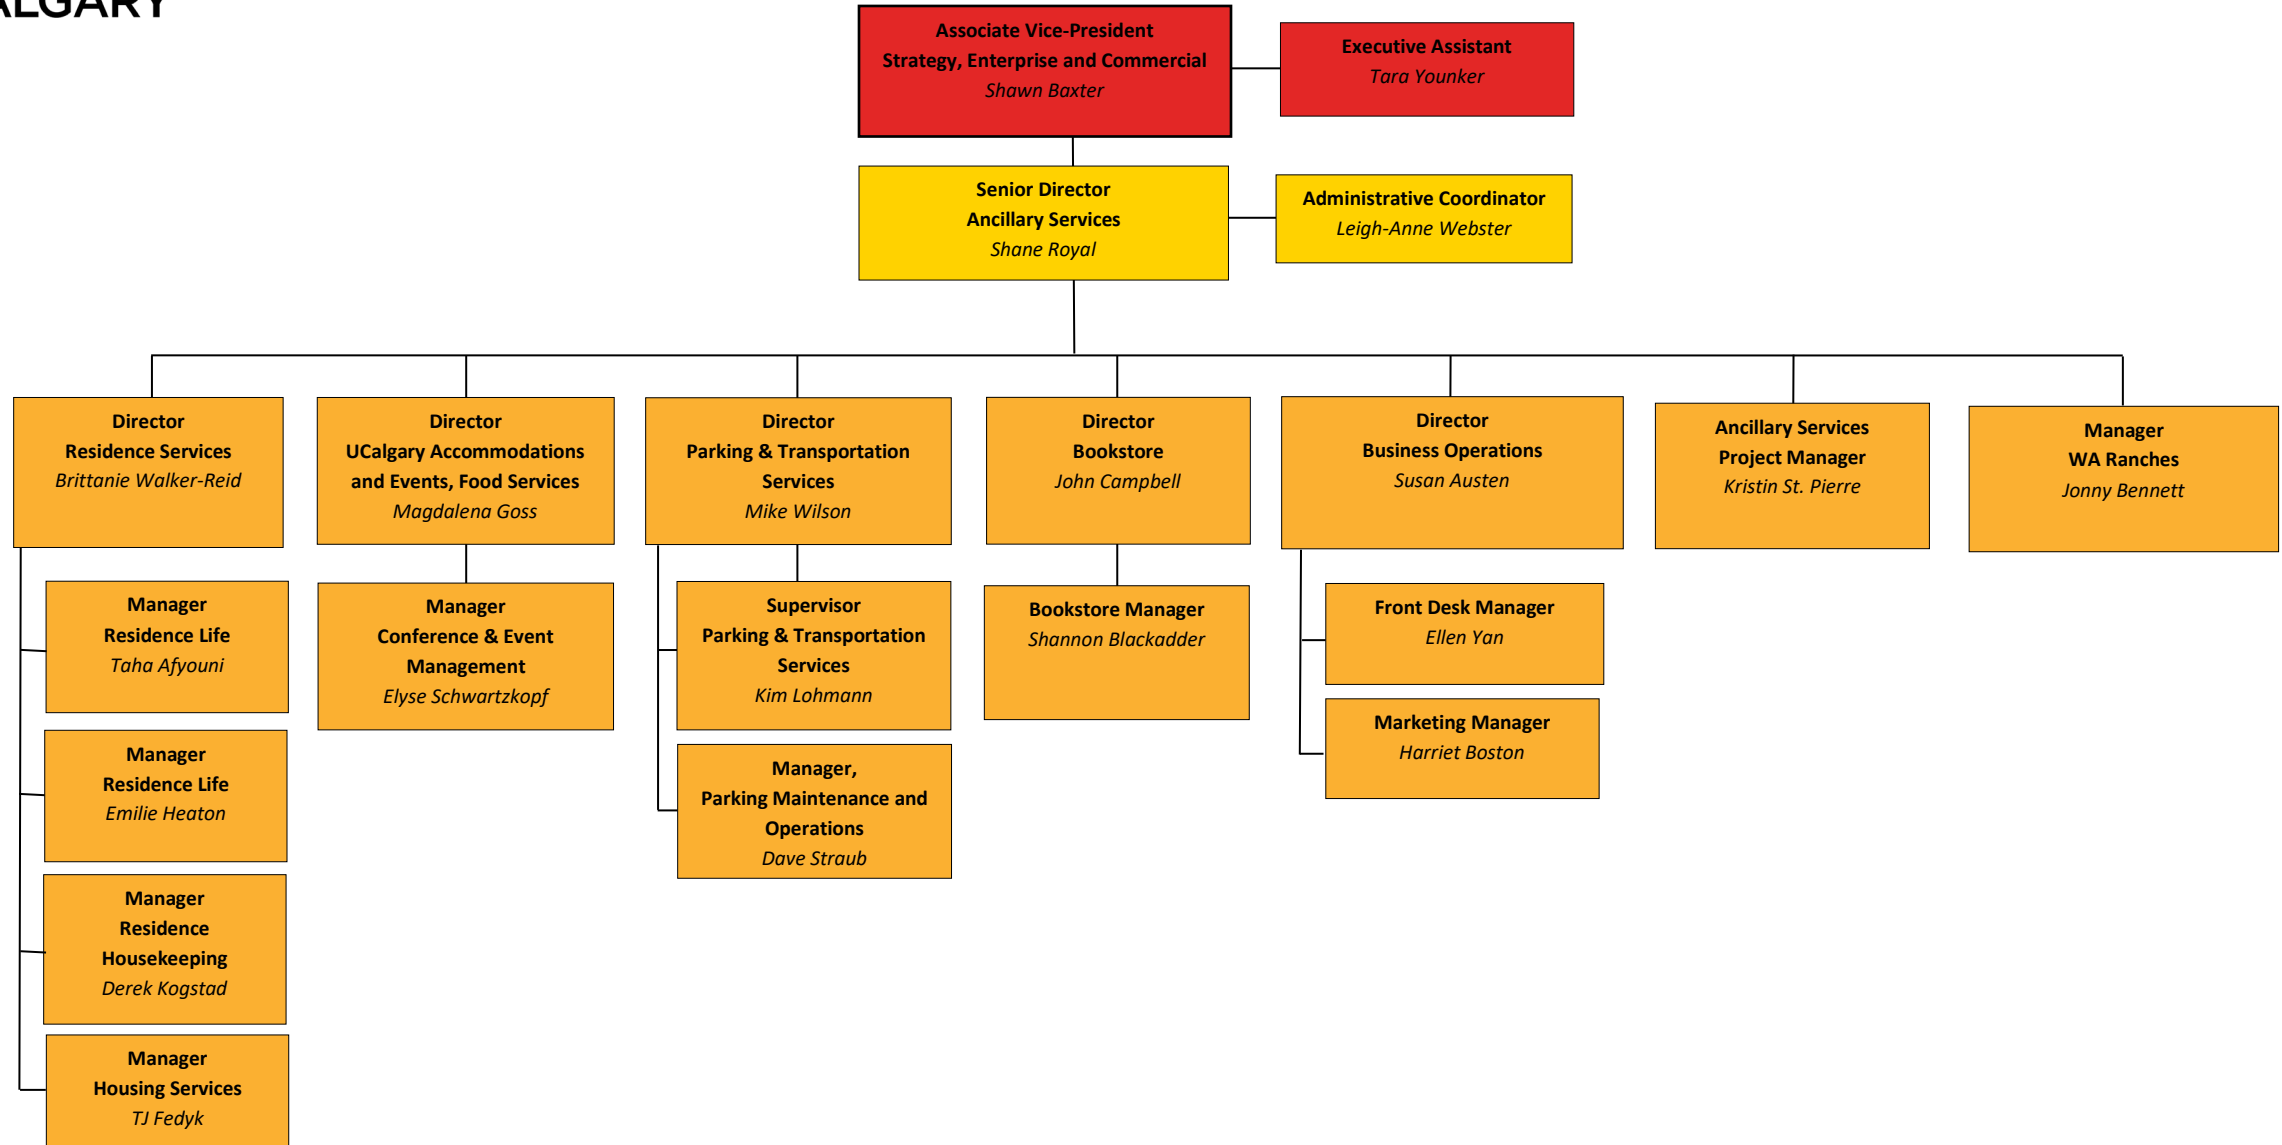 ALGARY
Associate Vice-President
Strategy, Enterprise and Commercial
Shawn Baxter
Executive Assistant
Tara Younker
Senior Director
Ancillary Services
Shane Royal
Administrative Coordinator
Leigh-Anne Webster
Director
Residence Services
Brittanie Walker-Reid
Director
UCalgary Accommodations
and Events, Food Services
Magdalena Goss
Director
Parking & Transportation
Services
Mike Wilson
Director
Bookstore
John Campbell
Director
Business Operations
Susan Austen
Ancillary Services
Project Manager
Kristin St. Pierre
Manager
WA Ranches
Jonny Bennett
Manager
Residence Life
Taha Afyouni
Manager
Conference & Event
Management
Elyse Schwartzkopf
Supervisor
Parking & Transportation
Services
Kim Lohmann
Bookstore Manager
Shannon Blackadder
Front Desk Manager
Ellen Yan
Marketing Manager
Harriet Boston
Manager
Residence Life
Emilie Heaton
Manager,
Parking Maintenance and
Operations
Dave Straub
Manager
Residence
Housekeeping
Derek Kogstad
Manager
Housing Services
TJ Fedyk